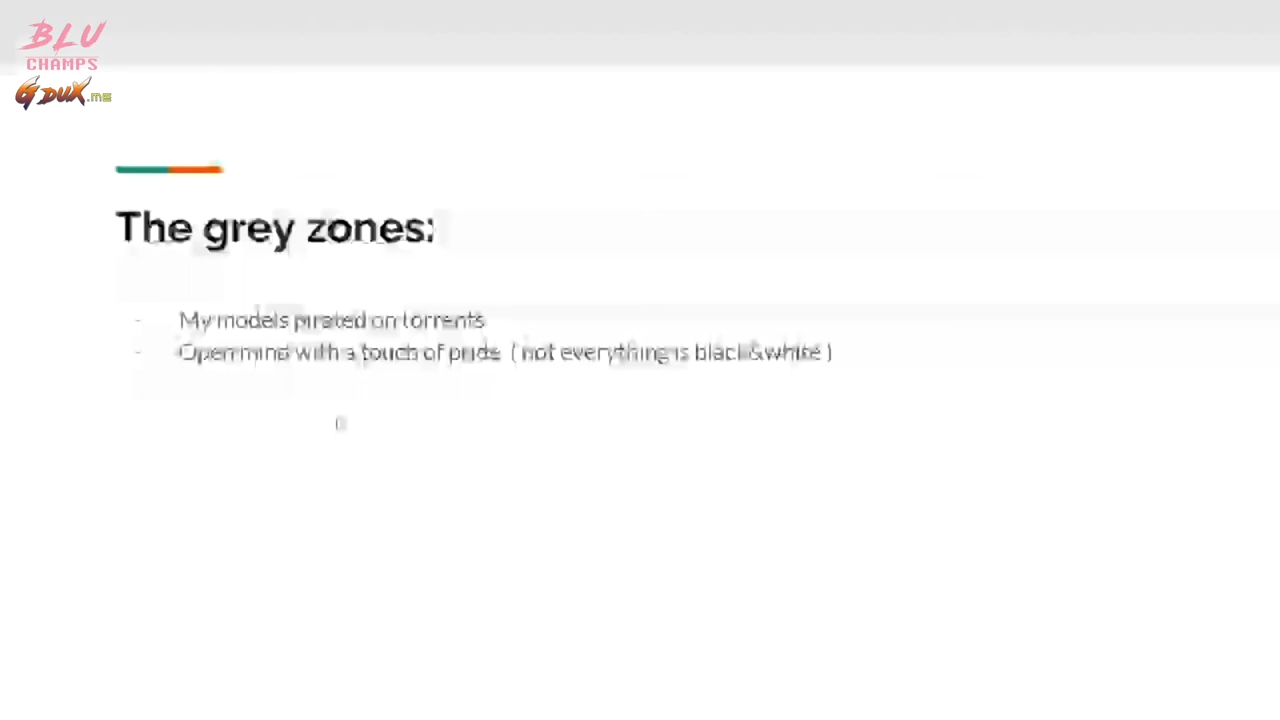 BLU
CHAMPS
G DUX.me
The grey zones:
- My models pirated on torrents
- Open mind with a touch of pride ( not everything is black&white )